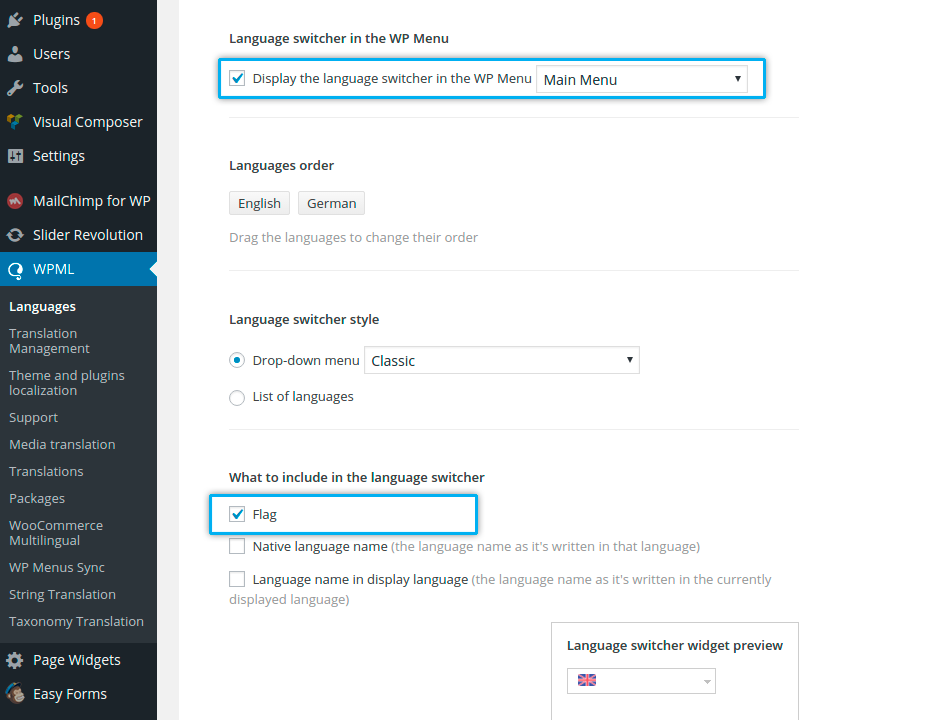 Plugins 1
Users
Tools
Visual Composer
Settings
MailChimp for WP
Slider Revolution
WPML
Languages
Translation
Management
Theme and plugins
localization
Support
Media translation
Translations
Packages
WooCommerce
Multilingual
WP Menus Sync
String Translation
Taxonomy Translation
Page Widgets
Easy Forms
Language switcher in the WP Menu
Display the language switcher in the WP Menu Main Menu
Languages order
English German
Drag the languages to change their order
Language switcher style
Drop-down menu Classic
List of languages
What to include in the language switcher
Flag
Native language name (the language name as it's written in that language)
Language name in display language (the language name as it's written in the currently
displayed language)
Language switcher widget preview